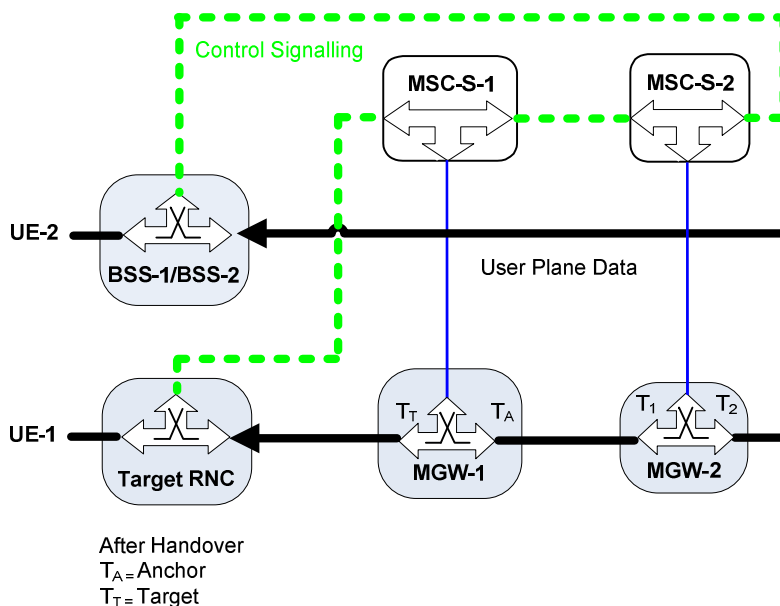 Control Signalling
MSC-S-1
MSC-S-2
UE-2
BSS-1/BSS-2
User Plane Data
UE-1
Target RNC
TT
TA
MGW-1
T1
T2
MGW-2
After Handover
TA = Anchor
TT = Target